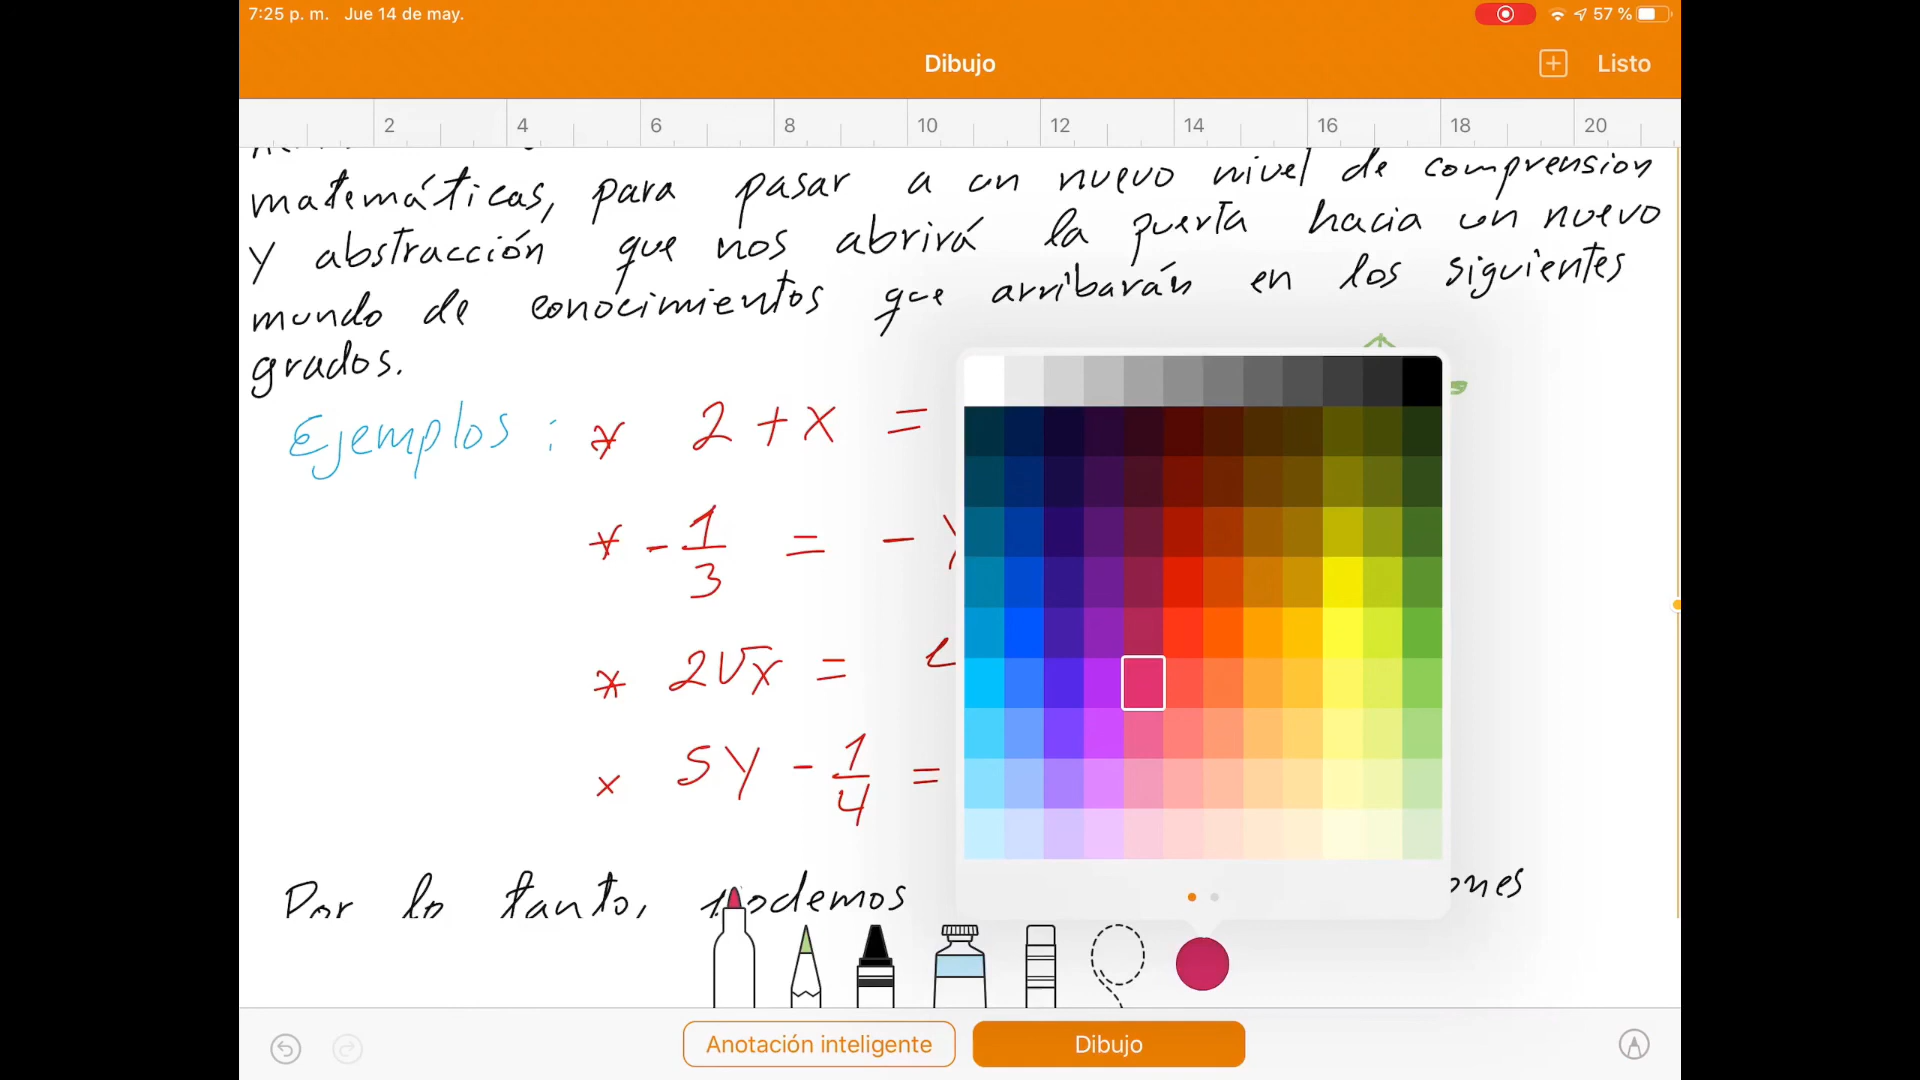 7:25 p. m. Jue 14 de may. 57 %
Dibujo Listo
2 4 6 8 10 12 14 16 18 20
matemáticas, para pasar a un nuevo nivel de comprensión
y abstracción que nos abrirá la puerta hacia un nuevo
mundo de conocimientos que arribarán en los siguientes
grados.
Ejemplos: * 2 + x =
* - 1/3 = -
* 2√x =
* 5y - 1/4 =
Por lo tanto, podemos
Anotación inteligente Dibujo